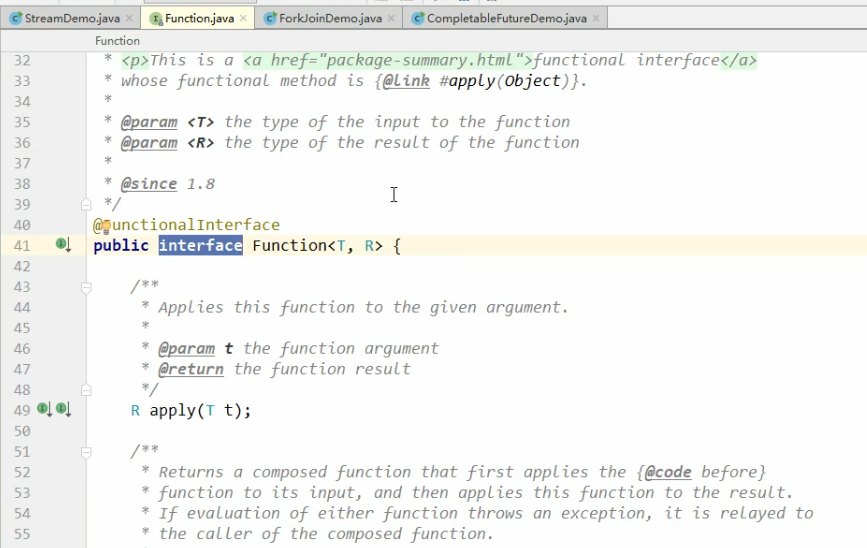 StreamDemo.java × Function.java × ForkJoinDemo.java × CompletableFutureDemo.java ×
Function
32 * <p>This is a <a href="package-summary.html">functional interface</a>
33 * whose functional method is {@link #apply(Object)}.
34 *
35 * @param <T> the type of the input to the function
36 * @param <R> the type of the result of the function
37 *
38 * @since 1.8
39 */
40 @unctionalInterface
41 public interface Function<T, R> {
42
43 /**
44 * Applies this function to the given argument.
45 *
46 * @param t the function argument
47 * @return the function result
48 */
49 R apply(T t);
50
51 /**
52 * Returns a composed function that first applies the {@code before}
53 * function to its input, and then applies this function to the result.
54 * If evaluation of either function throws an exception, it is relayed to
55 * the caller of the composed function.